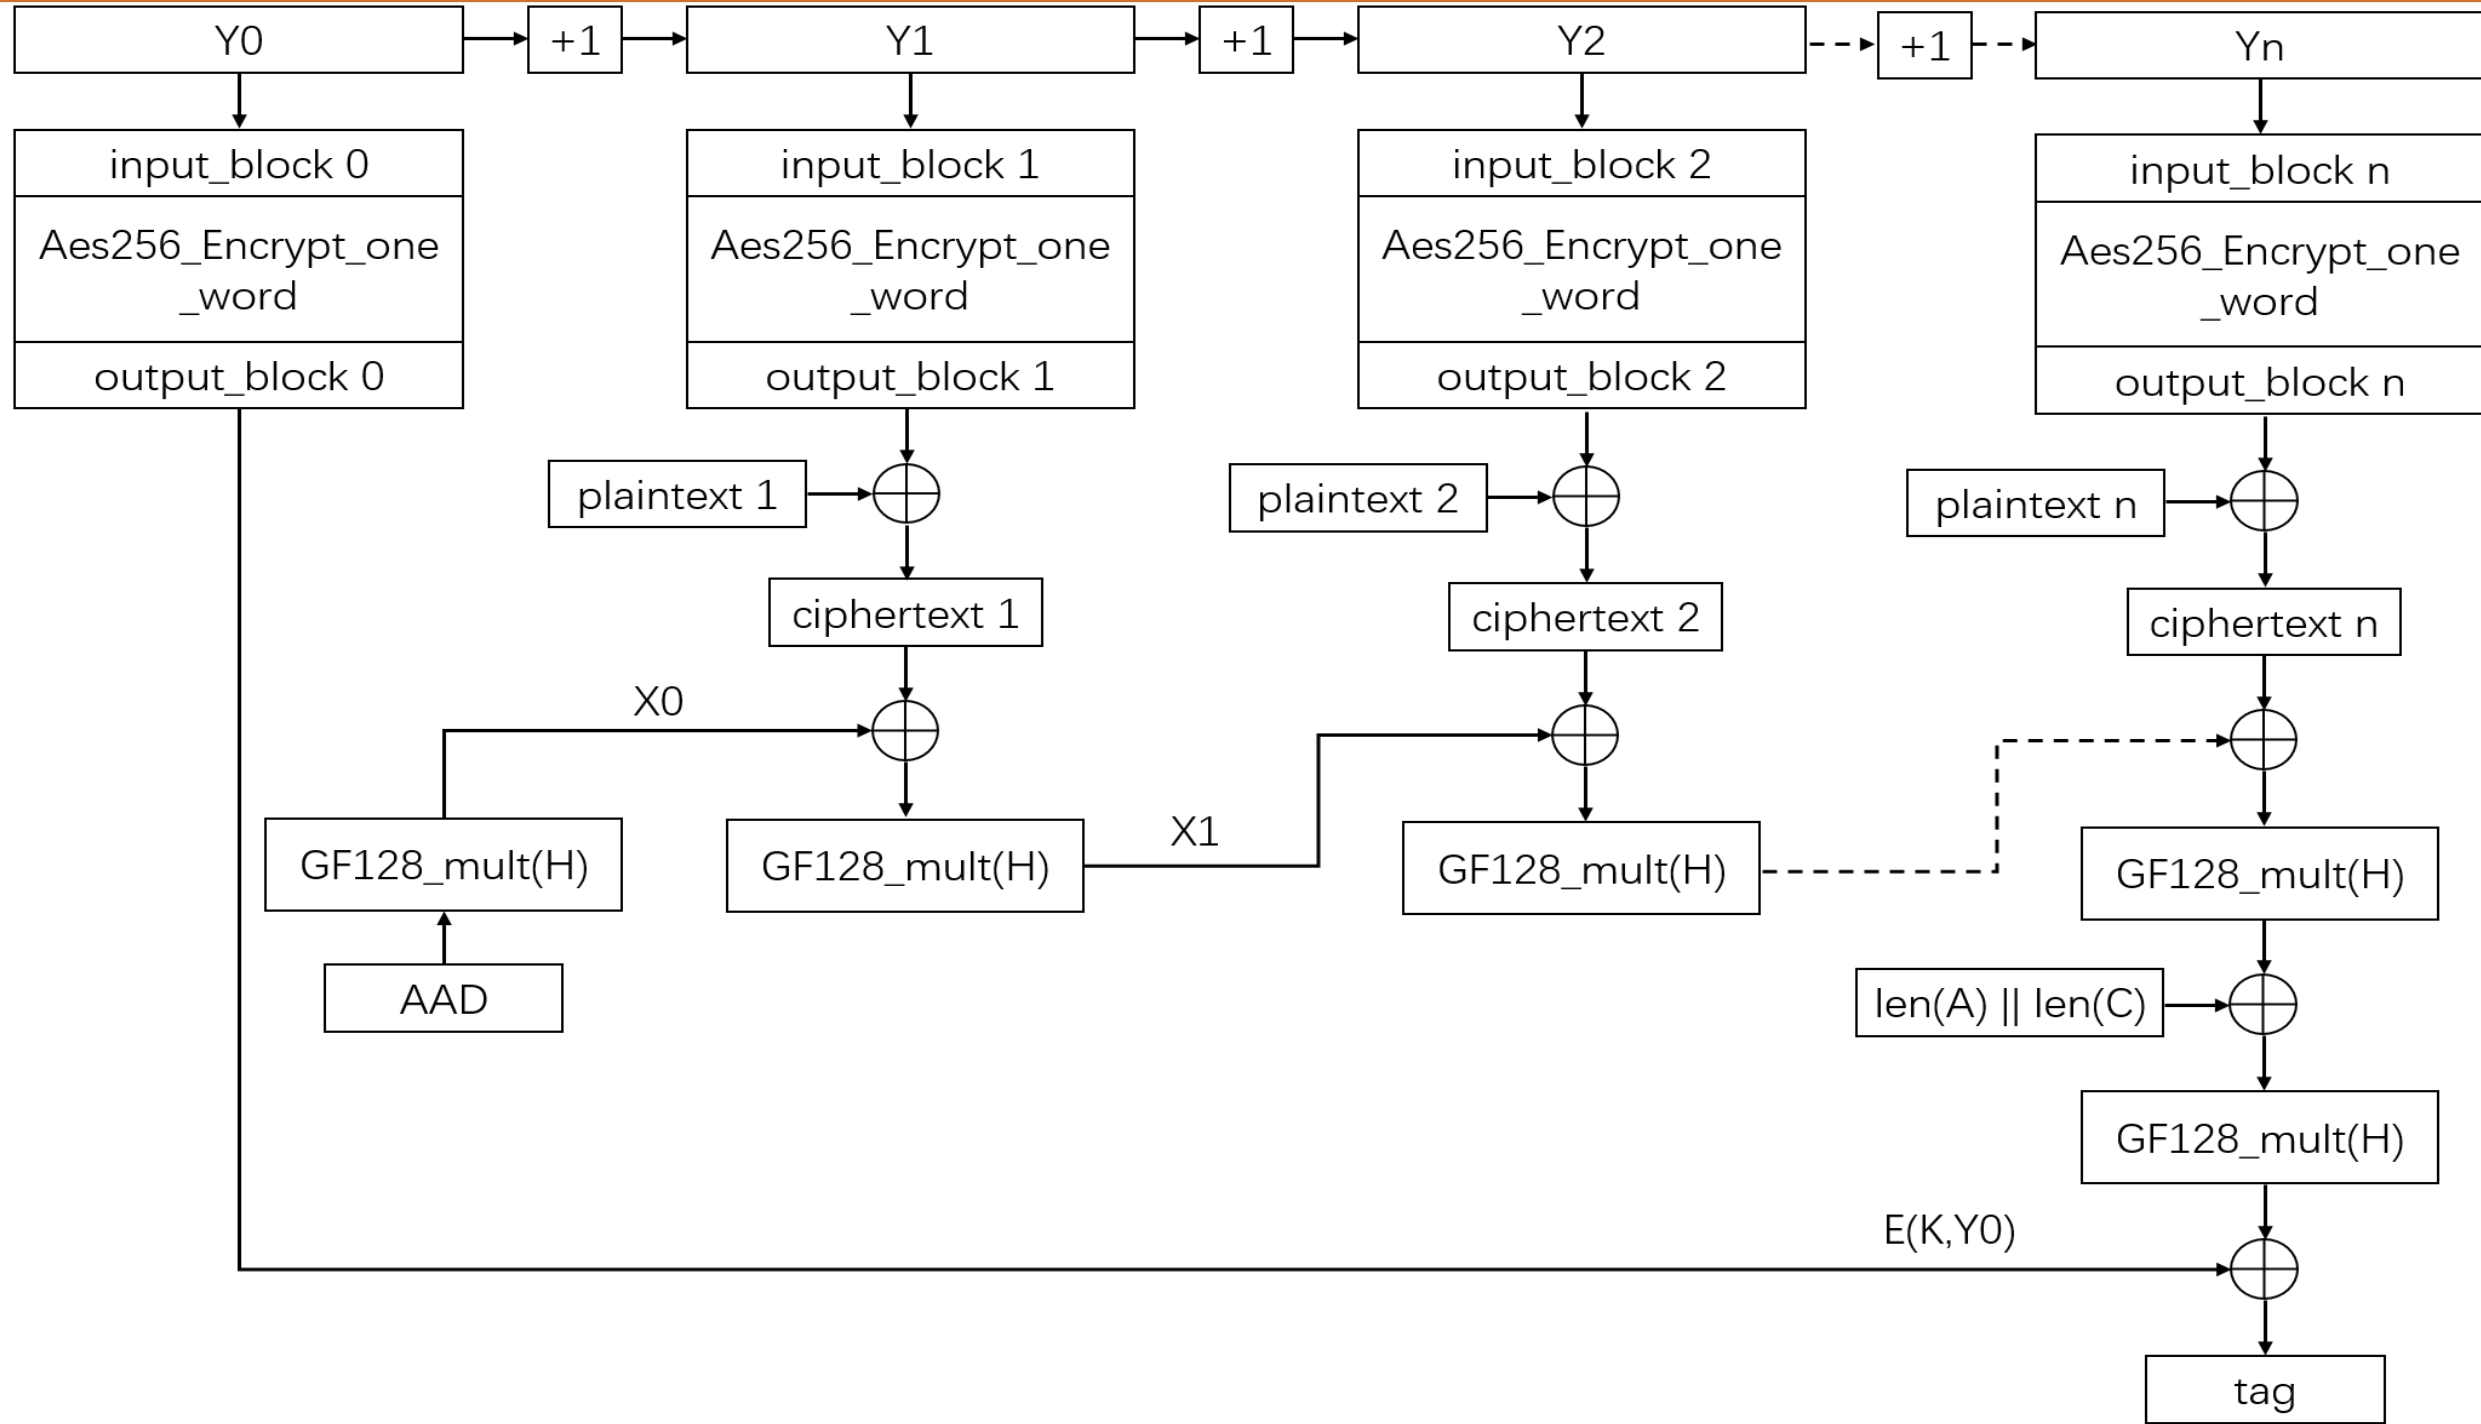 Y0
+1
Y1
+1
Y2
+1
Yn
input_block 0
input_block 1
input_block 2
input_block n
Aes256_Encrypt_one
_word
Aes256_Encrypt_one
_word
Aes256_Encrypt_one
_word
Aes256_Encrypt_one
_word
output_block 0
output_block 1
output_block 2
output_block n
plaintext 1
plaintext 2
plaintext n
ciphertext 1
ciphertext 2
ciphertext n
X0
X1
GF128_mult(H)
GF128_mult(H)
GF128_mult(H)
GF128_mult(H)
AAD
len(A) || len(C)
GF128_mult(H)
E(K,Y0)
tag